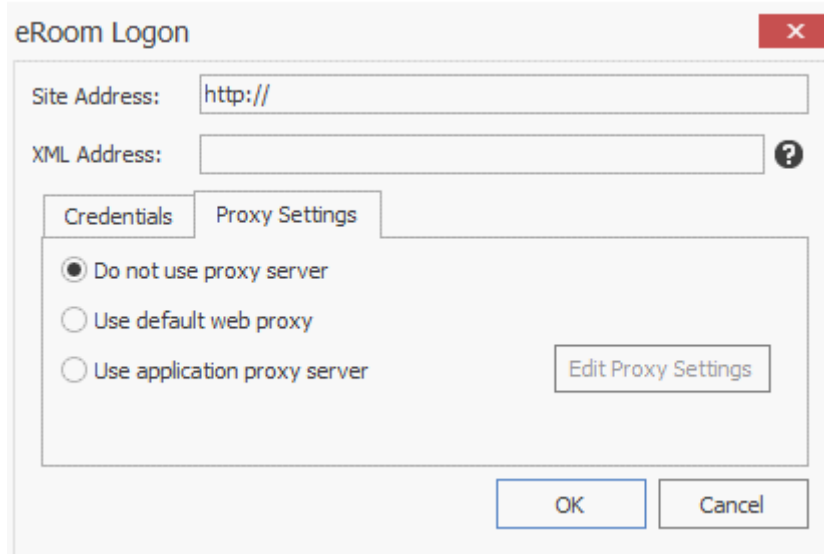 eRoom Logon
Site Address: http://
XML Address:
Credentials Proxy Settings
Do not use proxy server
Use default web proxy
Use application proxy server Edit Proxy Settings
OK Cancel